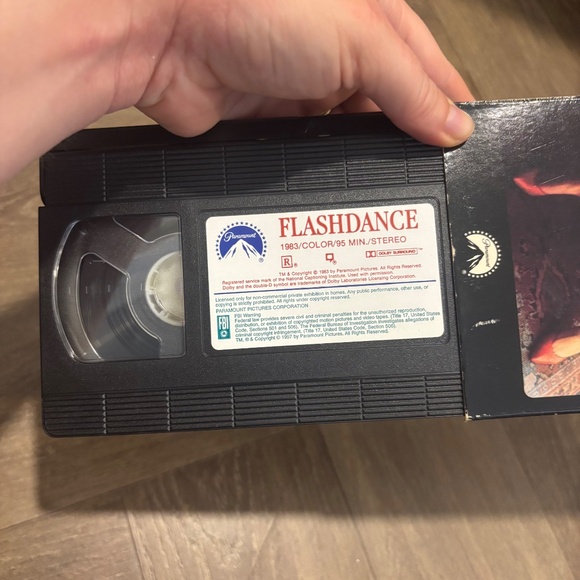 Paramount
FLASHDANCE
1983/COLOR/95 MIN./STEREO
R ®
DOLBY SURROUND™
TM & Copyright © 1983 by Paramount Pictures. All Rights Reserved.
Registered service mark of the National Captioning Institute. Used with permission.
Dolby and the double-D symbol are trademarks of Dolby Laboratories Licensing Corporation.
Licensed only for non-commercial private exhibition in homes. Any public performance, other use, or
copying is strictly prohibited. All rights under copyright reserved.
PARAMOUNT PICTURES CORPORATION
FBI
FBI Warning
Federal law provides severe civil and criminal penalties for the unauthorized reproduction,
distribution, or exhibition of copyrighted motion pictures and video tapes. (Title 17, United States
Code, Sections 501 and 506). The Federal Bureau of Investigation investigates allegations of
criminal copyright infringement. (Title 17, United States Code, Section 506).
TM, ® & Copyright © 1997 by Paramount Pictures. All Rights Reserved.